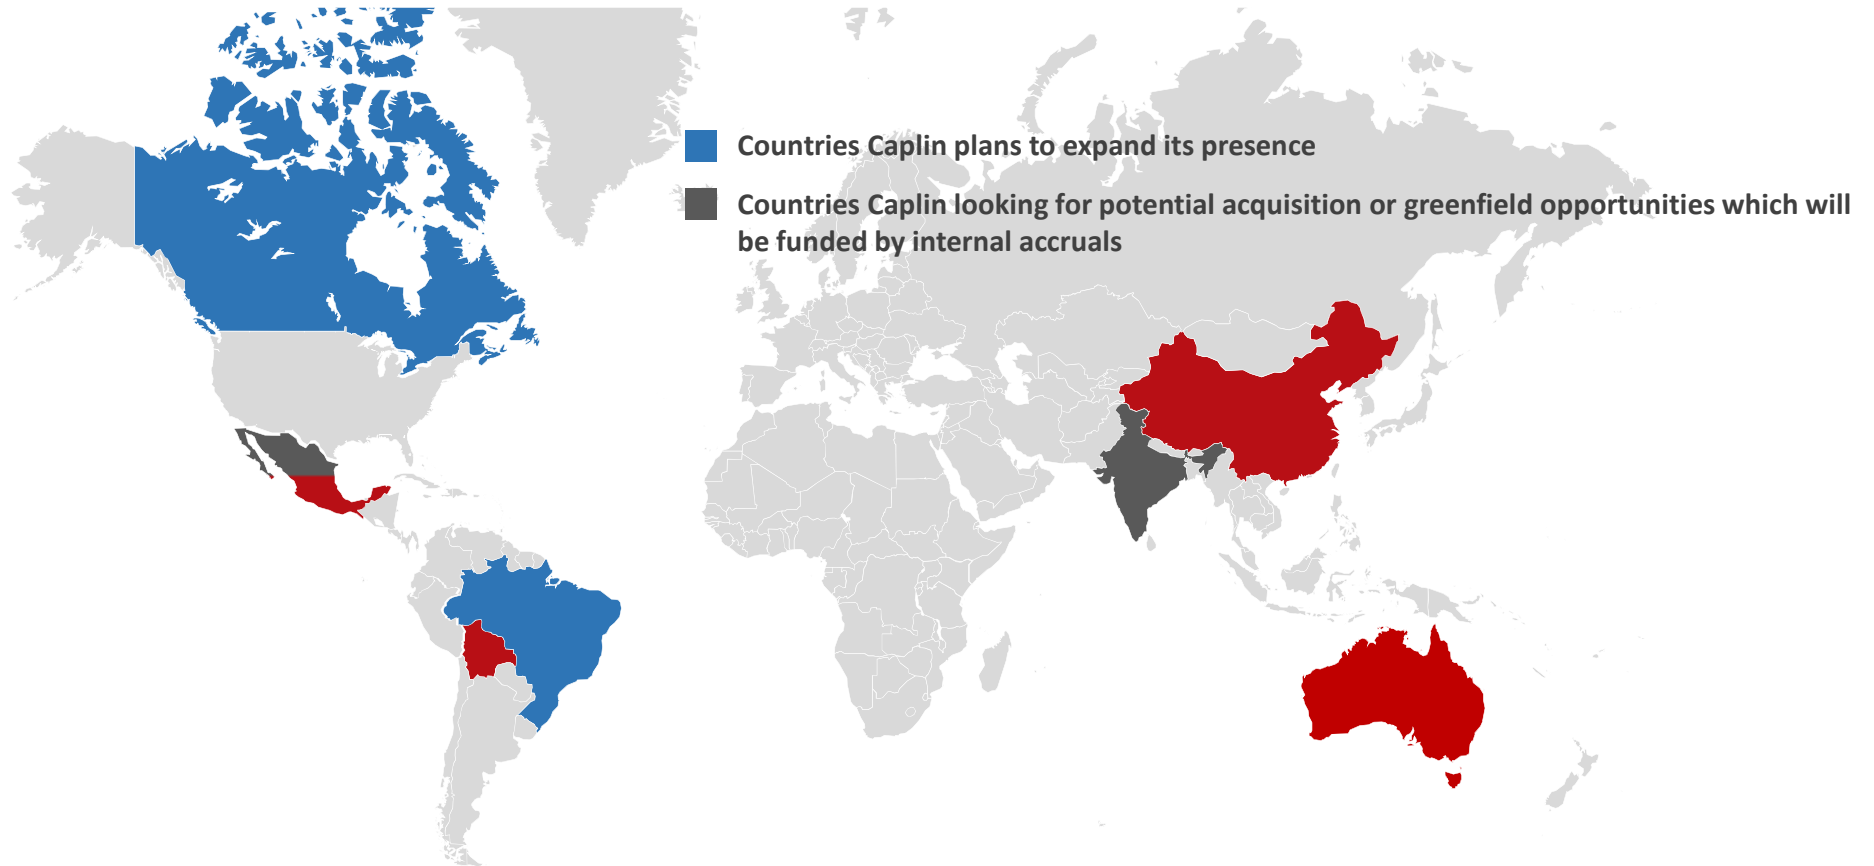 Countries Caplin plans to expand its presence
Countries Caplin looking for potential acquisition or greenfield opportunities which will
be funded by internal accruals